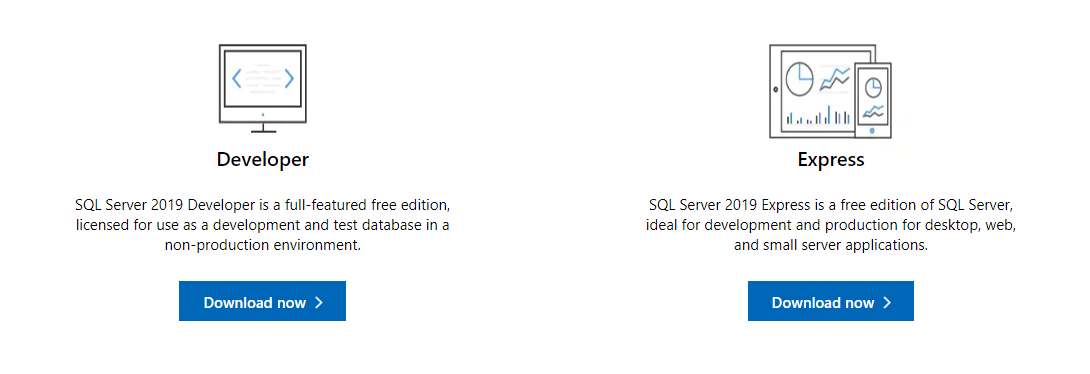 Developer
SQL Server 2019 Developer is a full-featured free edition,
licensed for use as a development and test database in a
non-production environment.
Download now
Express
SQL Server 2019 Express is a free edition of SQL Server,
ideal for development and production for desktop, web,
and small server applications.
Download now